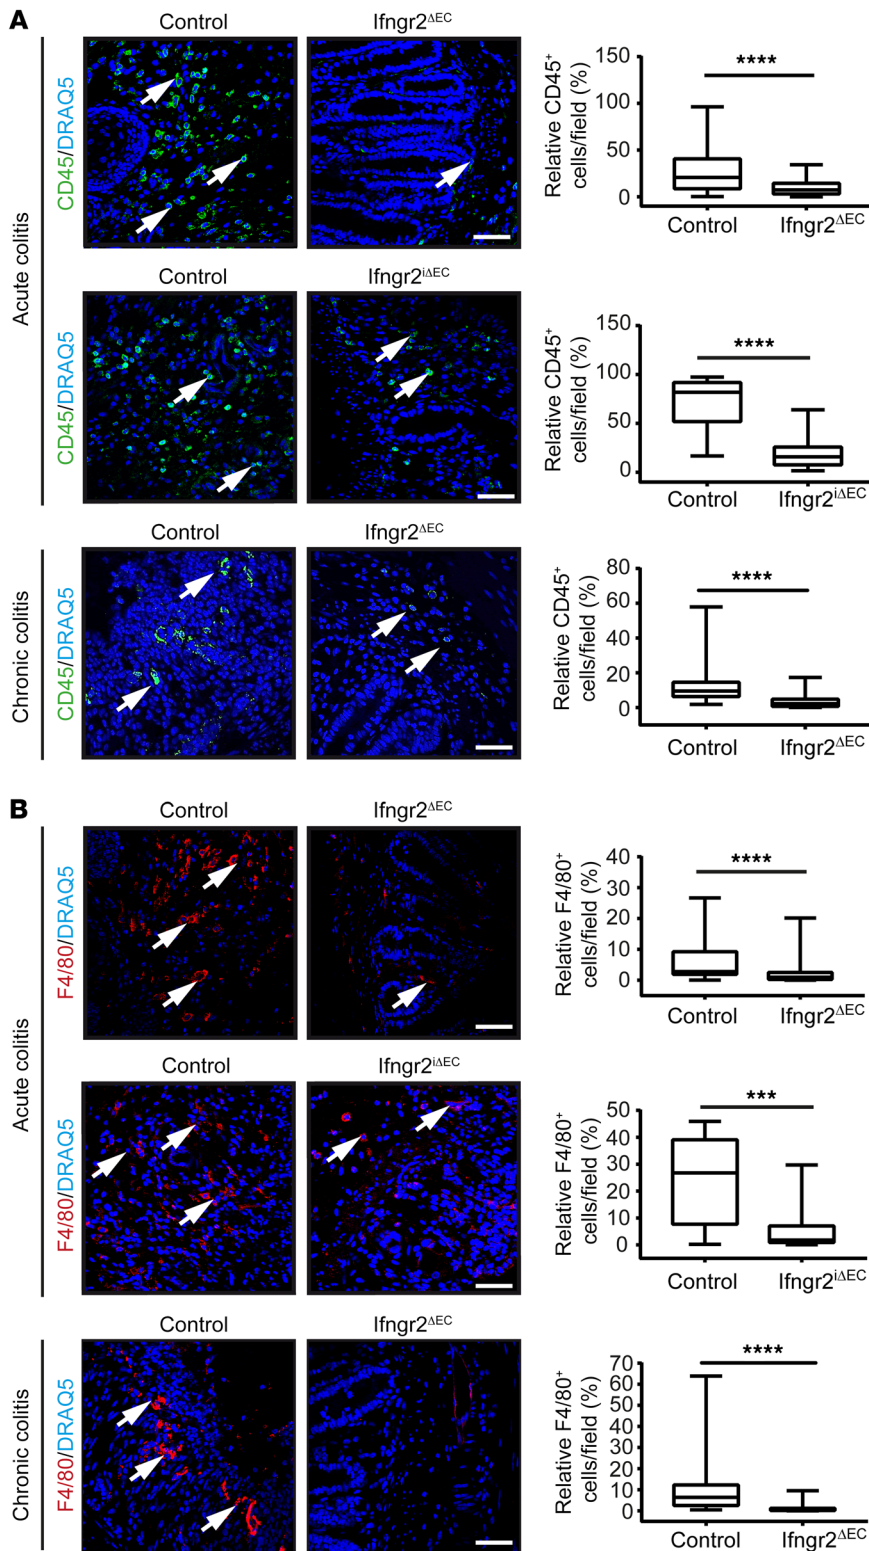 A
Acute colitis
Control
Ifngr2ΔEC
CD45/DRAQ5
Relative CD45+
cells/field (%)
150
100
50
0
****
Control
Ifngr2ΔEC
Control
Ifngr2iΔEC
CD45/DRAQ5
Relative CD45+
cells/field (%)
150
100
50
0
****
Control
Ifngr2iΔEC
Chronic colitis
Control
Ifngr2ΔEC
CD45/DRAQ5
Relative CD45+
cells/field (%)
80
60
40
20
0
****
Control
Ifngr2ΔEC
B
Acute colitis
Control
Ifngr2ΔEC
F4/80/DRAQ5
Relative F4/80+
cells/field (%)
40
30
20
10
0
****
Control
Ifngr2ΔEC
Control
Ifngr2iΔEC
F4/80/DRAQ5
Relative F4/80+
cells/field (%)
50
40
30
20
10
0
***
Control
Ifngr2iΔEC
Chronic colitis
Control
Ifngr2ΔEC
F4/80/DRAQ5
Relative F4/80+
cells/field (%)
70
60
50
40
30
20
10
0
****
Control
Ifngr2ΔEC